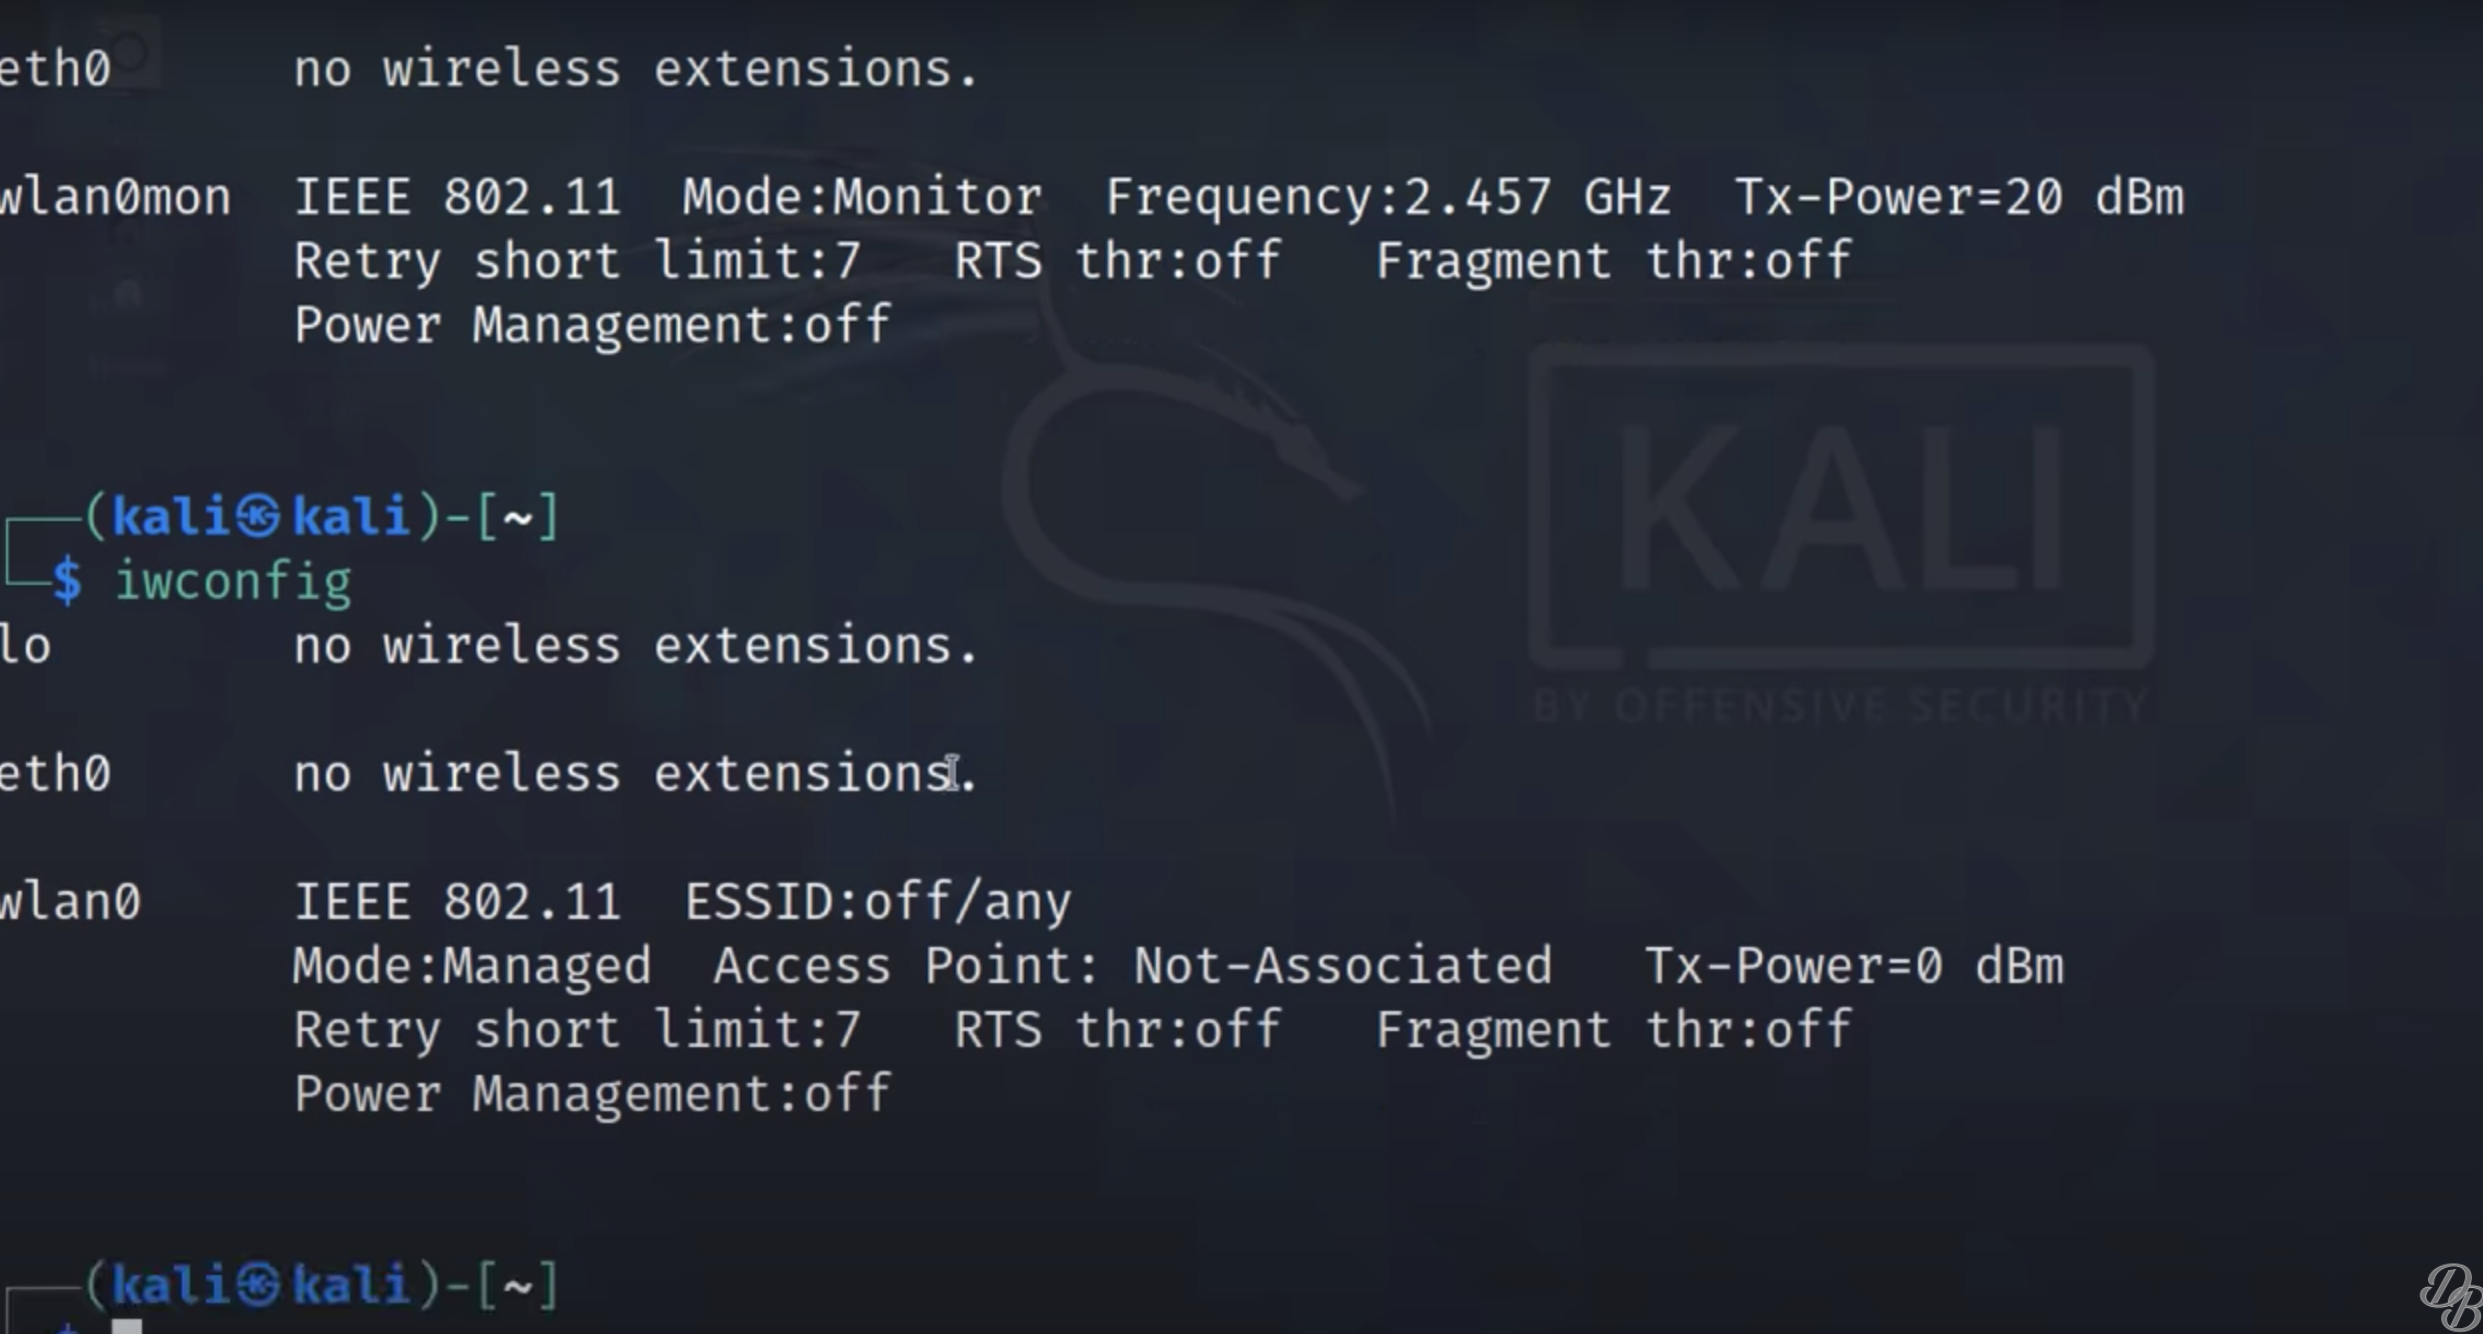 eth0 no wireless extensions.
wlan0mon IEEE 802.11 Mode:Monitor Frequency:2.457 GHz Tx-Power=20 dBm
Retry short limit:7 RTS thr:off Fragment thr:off
Power Management:off
KALI
BY OFFENSIVE SECURITY
(kali㉿kali)-[~]
$ iwconfig
lo no wireless extensions.
eth0 no wireless extensions.
wlan0 IEEE 802.11 ESSID:off/any
Mode:Managed Access Point: Not-Associated Tx-Power=0 dBm
Retry short limit:7 RTS thr:off Fragment thr:off
Power Management:off
(kali㉿kali)-[~]
$
DB